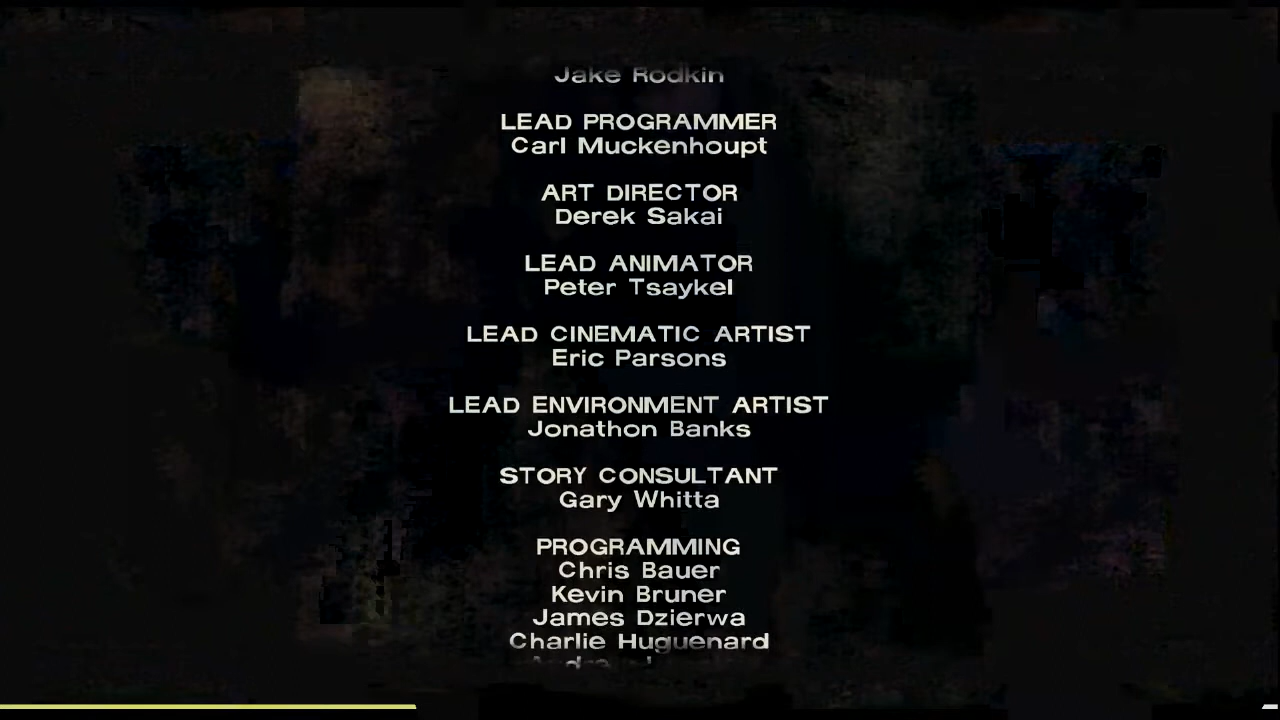 Jake Rodkin
LEAD PROGRAMMER
Carl Muckenhoupt
ART DIRECTOR
Derek Sakai
LEAD ANIMATOR
Peter Tsaykel
LEAD CINEMATIC ARTIST
Eric Parsons
LEAD ENVIRONMENT ARTIST
Jonathon Banks
STORY CONSULTANT
Gary Whitta
PROGRAMMING
Chris Bauer
Kevin Bruner
James Dzierwa
Charlie Huguenard